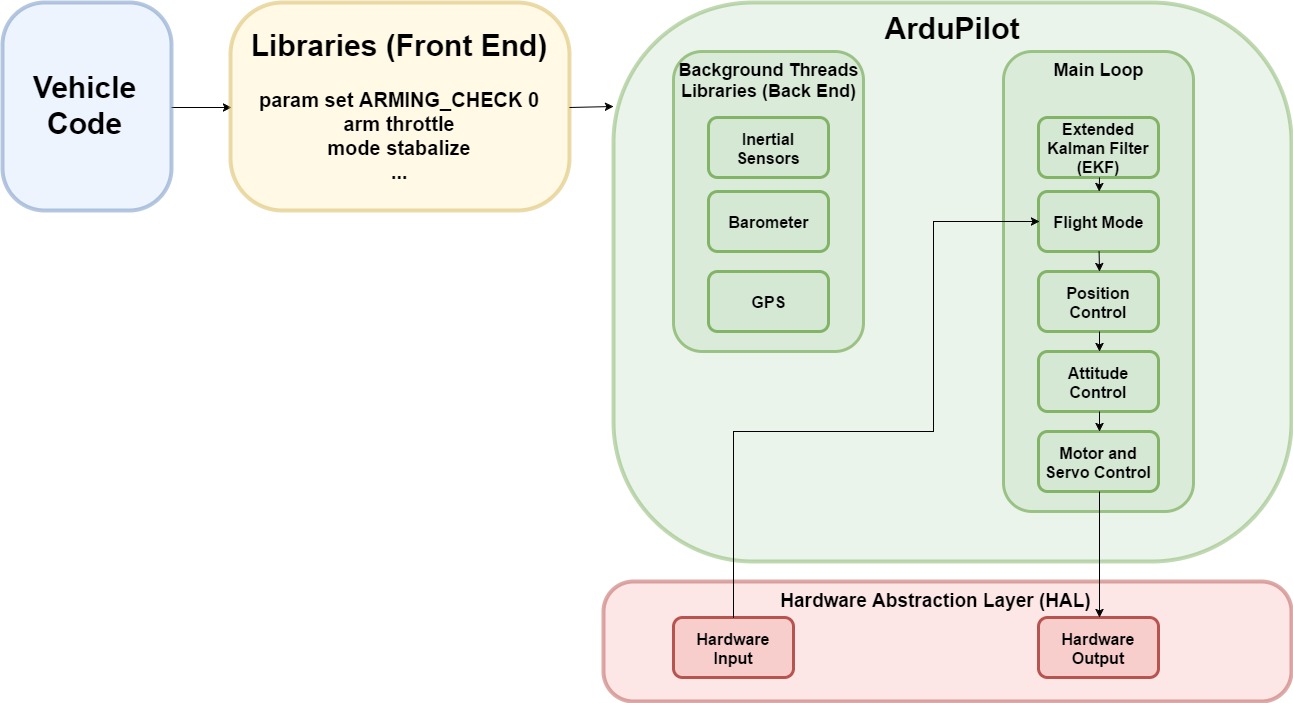 Vehicle
Code
Libraries (Front End)
param set ARMING_CHECK 0
arm throttle
mode stabalize
...
ArduPilot
Background Threads
Libraries (Back End)
Inertial
Sensors
Barometer
GPS
Main Loop
Extended
Kalman Filter
(EKF)
Flight Mode
Position
Control
Attitude
Control
Motor and
Servo Control
Hardware Abstraction Layer (HAL)
Hardware
Input
Hardware
Output